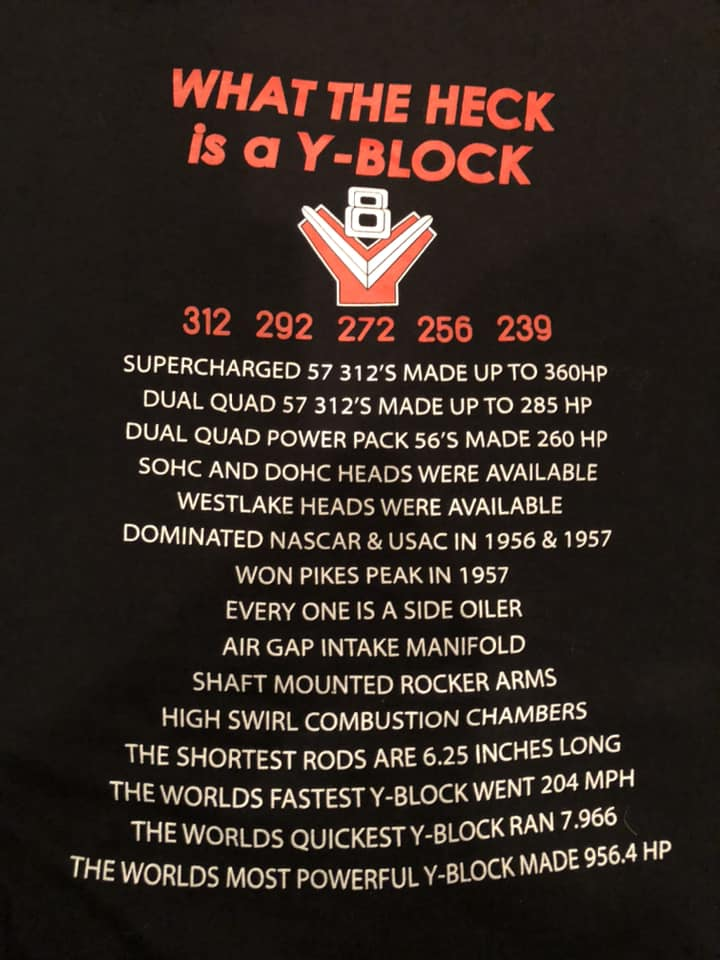 WHAT THE HECK
is a Y-BLOCK
8
312 292 272 256 239
SUPERCHARGED 57 312'S MADE UP TO 360HP
DUAL QUAD 57 312'S MADE UP TO 285 HP
DUAL QUAD POWER PACK 56'S MADE 260 HP
SOHC AND DOHC HEADS WERE AVAILABLE
WESTLAKE HEADS WERE AVAILABLE
DOMINATED NASCAR & USAC IN 1956 & 1957
WON PIKES PEAK IN 1957
EVERY ONE IS A SIDE OILER
AIR GAP INTAKE MANIFOLD
SHAFT MOUNTED ROCKER ARMS
HIGH SWIRL COMBUSTION CHAMBERS
THE SHORTEST RODS ARE 6.25 INCHES LONG
THE WORLDS FASTEST Y-BLOCK WENT 204 MPH
THE WORLDS QUICKEST Y-BLOCK RAN 7.966
THE WORLDS MOST POWERFUL Y-BLOCK MADE 956.4 HP